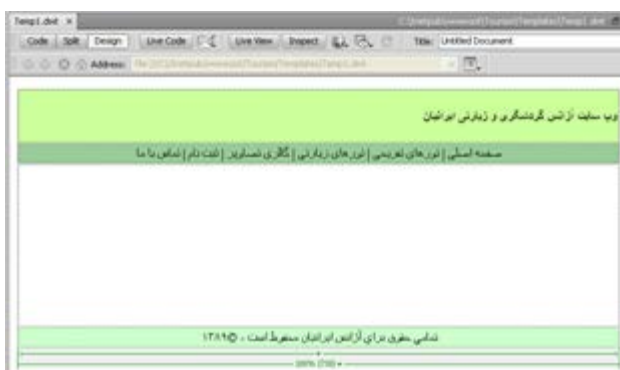 Temp1.dwt ×
Code Split Design Live Code Live View Inspect Title: Untitled Document
Address:
وب سایت آژانس گردشگری و زیارتی ایرانیان
صفحه اصلی | تورهای تفریحی | تورهای زیارتی | گالری تصاویر | ثبت نام | تماس با ما
تمامی حقوق برای آژانس ایرانیان محفوظ است ، ©۱۳۸۹